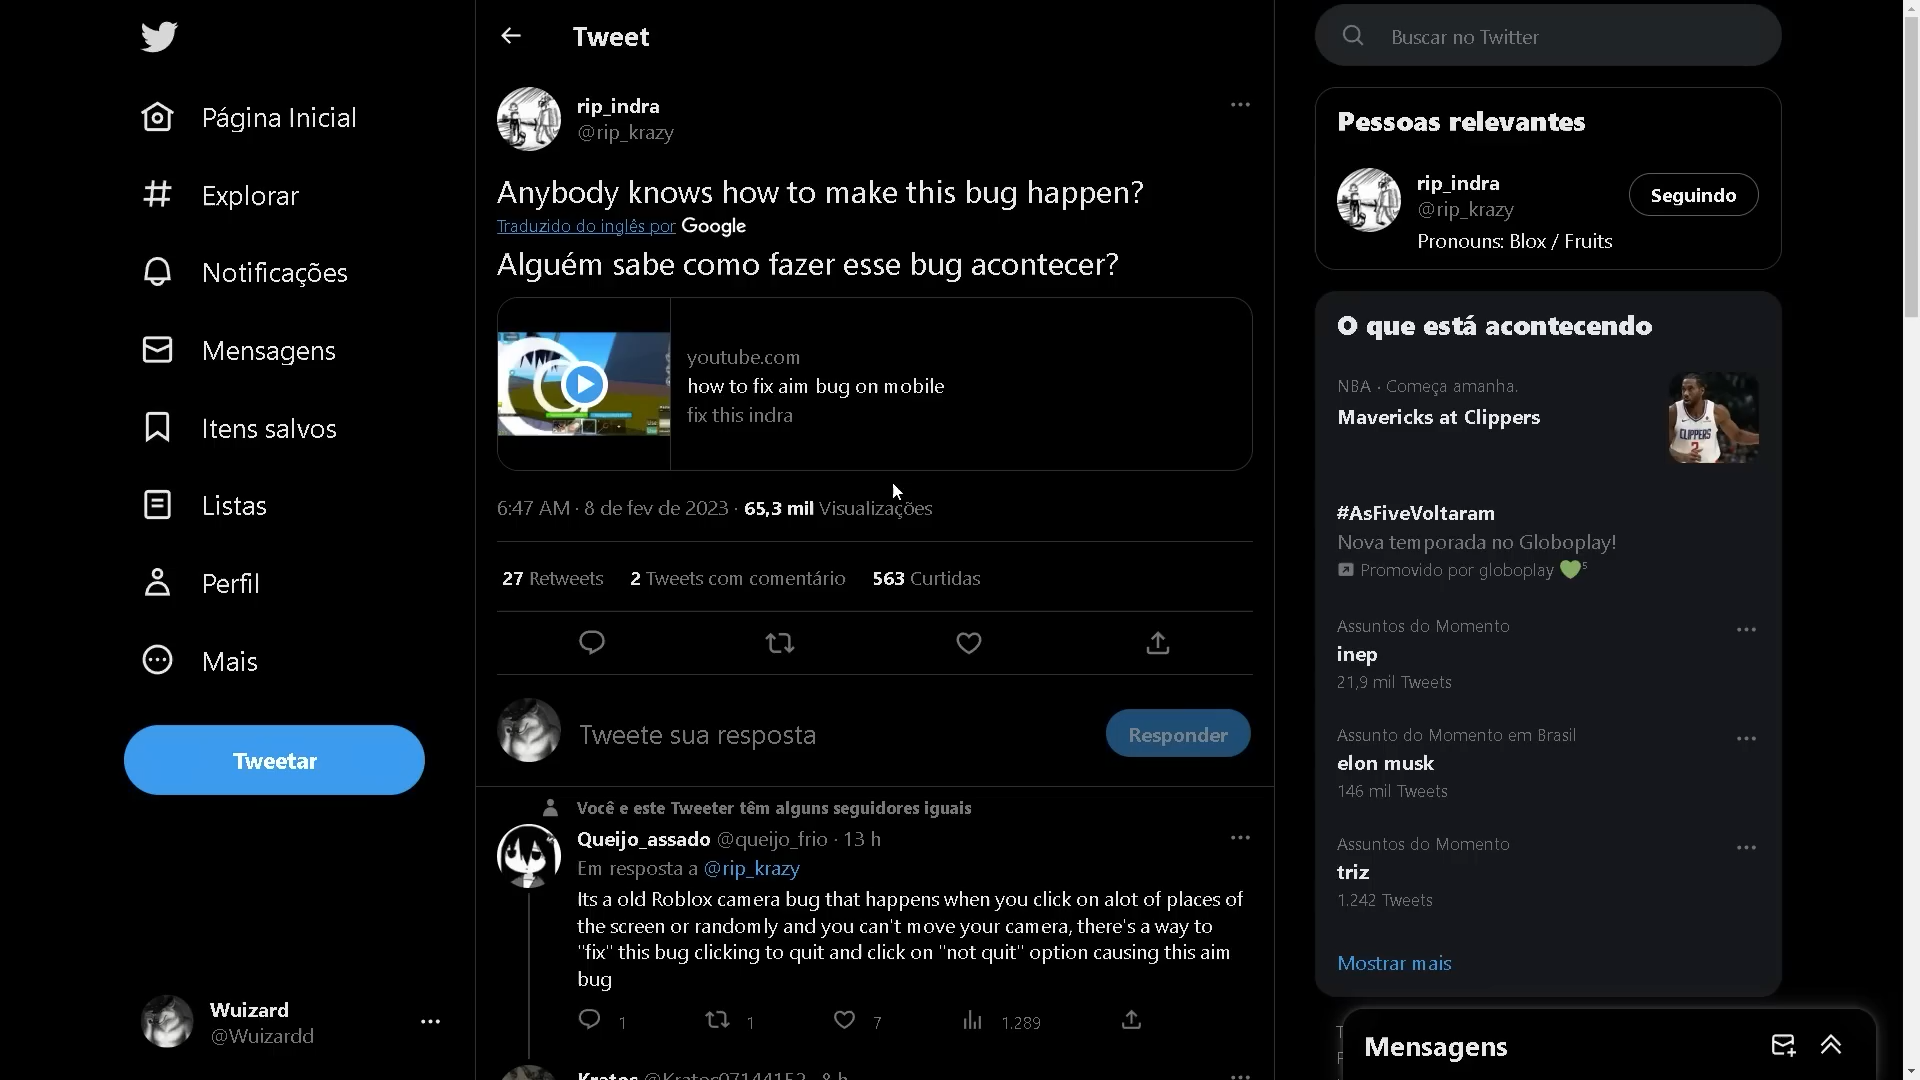 Tweet
Buscar no Twitter
Página Inicial
Explorar
Notificações
Mensagens
Itens salvos
Listas
Perfil
Mais
Tweetar
Wuizard
@Wuizardd
rip_indra
@rip_krazy
Anybody knows how to make this bug happen?
Traduzido do inglês por Google
Alguém sabe como fazer esse bug acontecer?
youtube.com
how to fix aim bug on mobile
fix this indra
6:47 AM · 8 de fev de 2023 · 65,3 mil Visualizações
27 Retweets 2 Tweets com comentário 563 Curtidas
Tweete sua resposta
Responder
Você e este Tweeter têm alguns seguidores iguais
Queijo_assado @queijo_frio · 13 h
Em resposta a @rip_krazy
Its a old Roblox camera bug that happens when you click on alot of places of
the screen or randomly and you can't move your camera, there's a way to
"fix" this bug clicking to quit and click on "not quit" option causing this aim
bug
1 1 7 1.289
Pessoas relevantes
rip_indra
@rip_krazy
Seguindo
Pronouns: Blox / Fruits
O que está acontecendo
NBA · Começa amanha.
Mavericks at Clippers
CLIPPERS
2
#AsFiveVoltaram
Nova temporada no Globoplay!
Promovido por globoplay 💚⁵
Assuntos do Momento
inep
21,9 mil Tweets
Assunto do Momento em Brasil
elon musk
146 mil Tweets
Assuntos do Momento
triz
1.242 Tweets
Mostrar mais
Mensagens